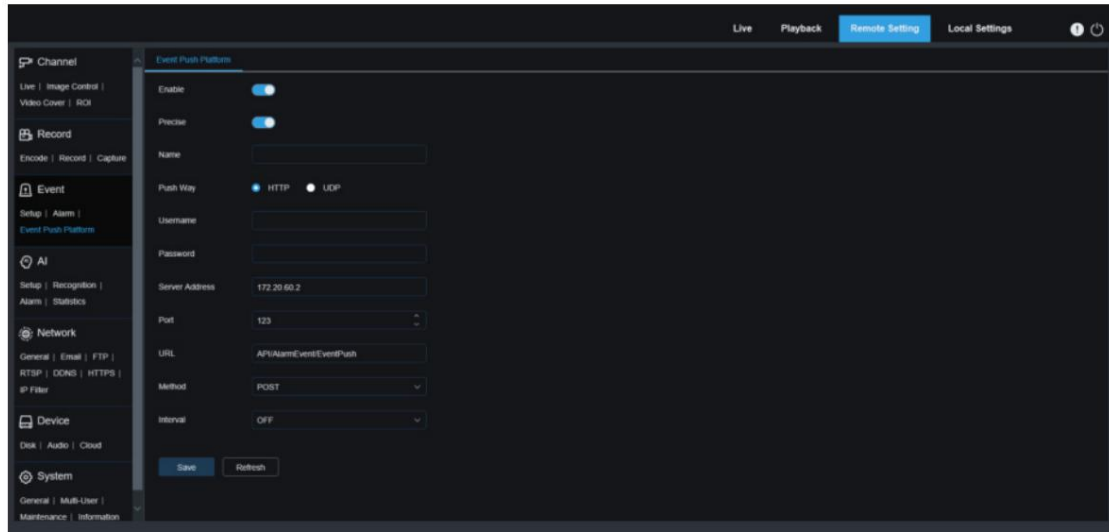 Live Playback Remote Setting Local Settings
Channel
Live | Image Control |
Video Cover | ROI
Record
Encode | Record | Capture
Event
Setup | Alarm |
Event Push Platform
AI
Setup | Recognition |
Alarm | Statistics
Network
General | Email | FTP |
RTSP | DDNS | HTTPS |
IP Filter
Device
Disk | Audio | Cloud
System
General | Multi-User |
Maintenance | Information
Event Push Platform
Enable
Precise
Name
Push Way HTTP UDP
Username
Password
Server Address 172.20.60.2
Port 123
URL API/AlarmEvent/EventPush
Method POST
Interval OFF
Save Refresh